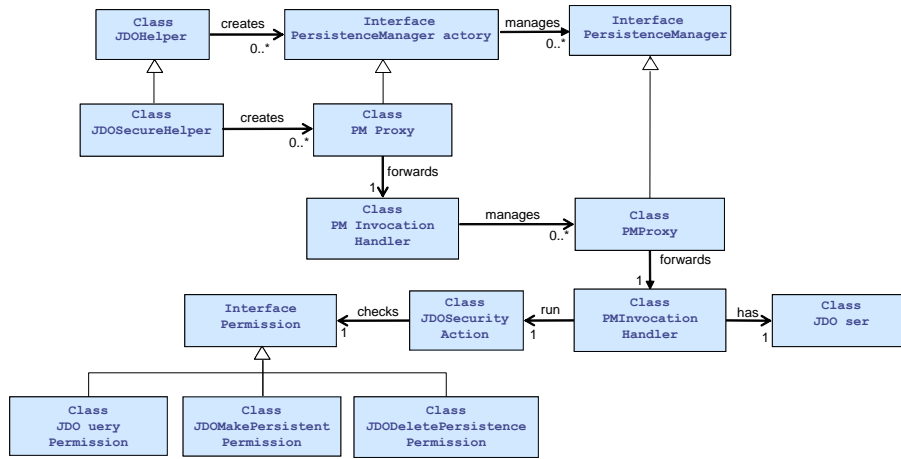 Class
JDOHelper
creates
0..*
Interface
PersistenceManager actory
manages
0..*
Interface
PersistenceManager
Class
JDOSecureHelper
creates
0..*
Class
PM Proxy
forwards
1
Class
PM Invocation
Handler
manages
0..*
Class
PMProxy
forwards
1
Interface
Permission
checks
1
Class
JDOSecurity
Action
run
1
Class
PMInvocation
Handler
has
1
Class
JDO ser
Class
JDO uery
Permission
Class
JDOMakePersistent
Permission
Class
JDODeletePersistence
Permission